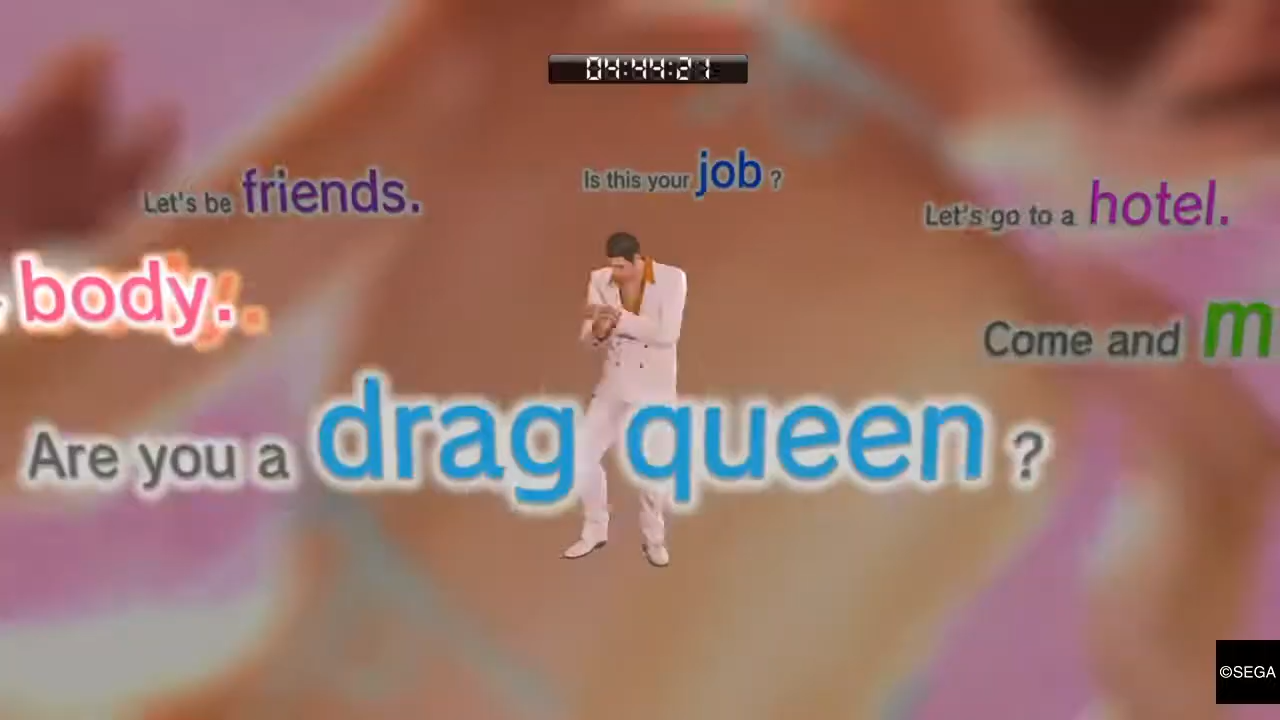 04:44:21
Is this your job ?
Let's be friends.
Let's go to a hotel.
body.
Come and m
Are you a drag queen ?
©SEGA